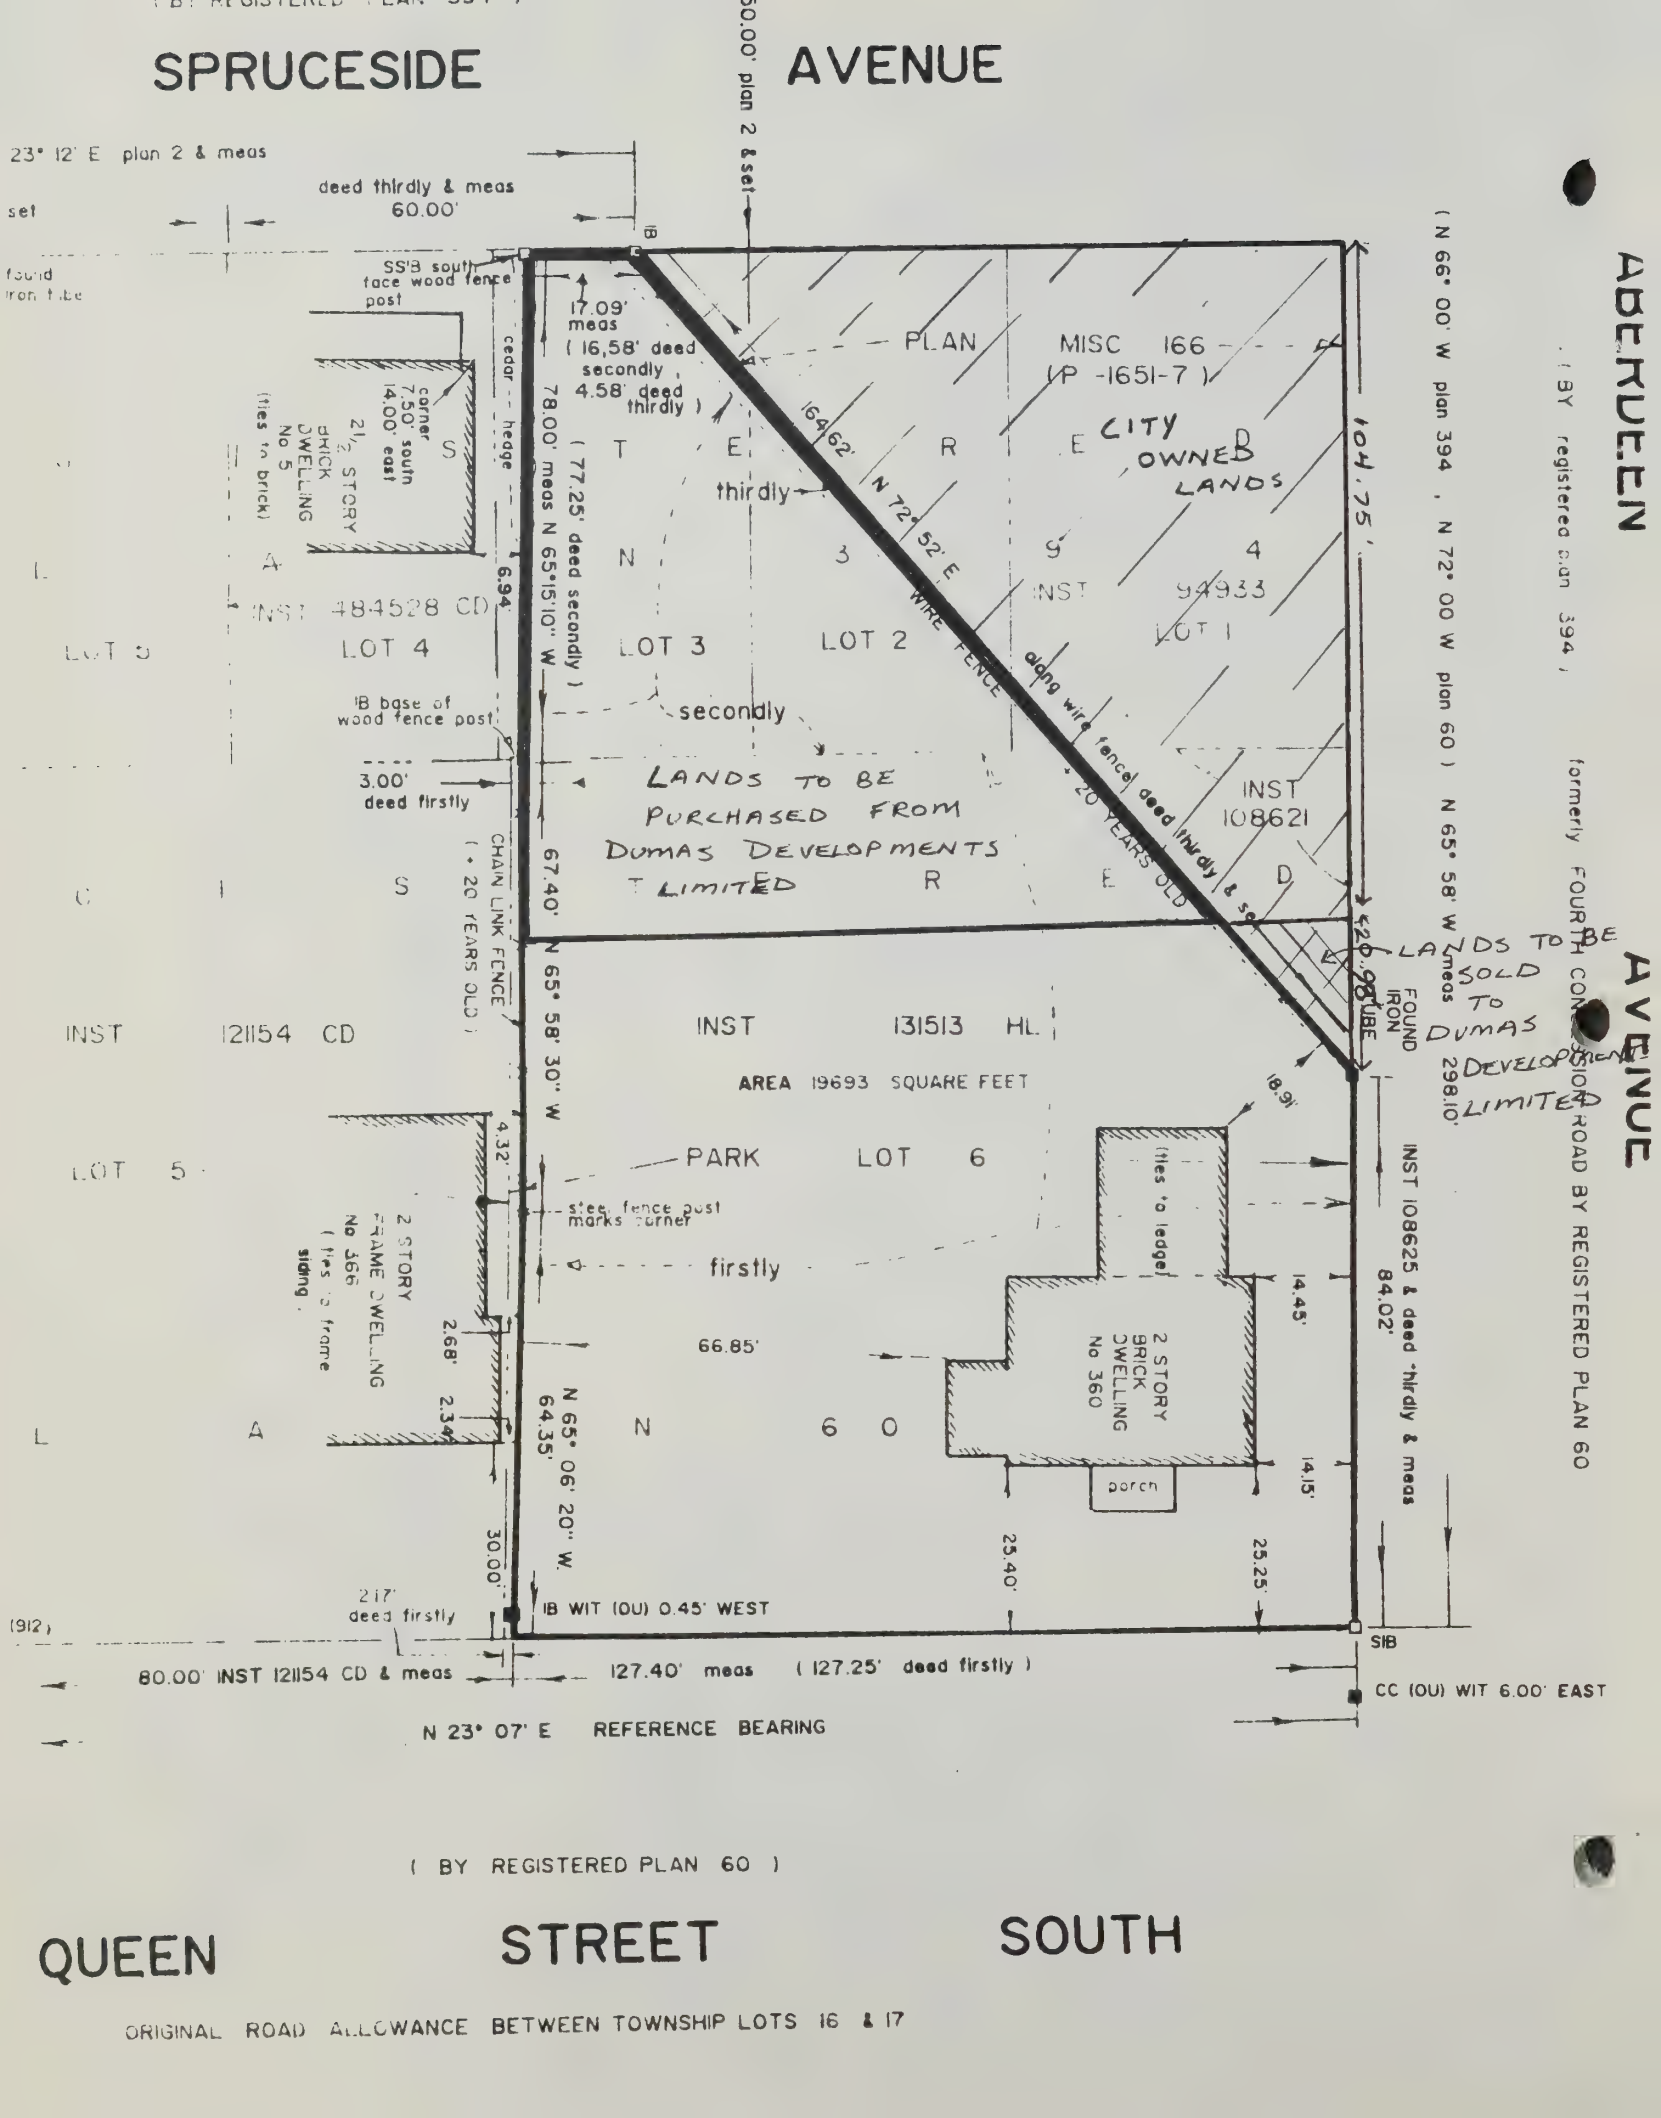 ( BY REGISTERED PLAN
SPRUCESIDE AVENUE
50.00' plan 2 & set
23° 12' E plan 2 & meas
deed thirdly & meas
60.00'
set
IB
found
iron tube
SS'B south
face wood fence
post
17.09'
meas
( 16,58' deed
secondly ,
4.58' deed
thirdly )
PLAN MISC 166
(P -1651-7 )
CITY
OWNED
LANDS
cedar hedge
78.00' meas N 65°15'10" W
( 77.25' deed secondly )
corner
7.50' south
14.00' east
2½ STORY
BRICK
DWELLING
No 5
(ties to brick)
164.62' N 72° 52' E
WIRE FENCE
along wire fence) deed thirdly & set
+ 20 YEARS OLD
thirdly
S T E R E D
L A N 3 9 4
6.94'
INST 484528 CD
INST 94933
LOT 5 LOT 4 LOT 3 LOT 2 LOT 1
IB base of
wood fence post
secondly
3.00'
deed firstly
LANDS TO BE
PURCHASED FROM
DUMAS DEVELOPMENTS
LIMITED
INST
108621
104.75'
20.98'
CHAIN LINK FENCE
( + 20 YEARS OLD )
67.40' N 65° 58' 30" W
G I S T E R E D
LANDS TO BE
SOLD
TO
DUMAS
DEVELOPMENT
LIMITED
FOUND
IRON
TUBE
( N 66° 00' W plan 394 , N 72° 00 W plan 60 ) N 65° 58' W meas 298.10'
ABERDEEN AVENUE
( BY registered plan 394 , formerly FOURTH CONCESSION ROAD BY REGISTERED PLAN 60
INST 121154 CD
INST 131513 HL
AREA 19693 SQUARE FEET
18.91'
4.32'
LOT 5
PARK LOT 6
steel fence post
marks corner
firstly
(ties to ledge)
2 STORY
FRAME DWELLING
No 366
( ties to frame
siding
2.68'
2.34'
66.85'
14.45'
14.15'
2 STORY
BRICK
DWELLING
No 360
porch
INST 108625 & deed thirdly & meas
84.02'
L A N 6 0
N 65° 06' 20" W.
64.35'
30.00'
25.40'
25.25'
217'
deed firstly
IB WIT (OU) 0.45' WEST
(912)
SIB
80.00' INST 121154 CD & meas
127.40' meas ( 127.25' deed firstly )
CC (OU) WIT 6.00' EAST
N 23° 07' E REFERENCE BEARING
( BY REGISTERED PLAN 60 )
QUEEN STREET SOUTH
ORIGINAL ROAD ALLOWANCE BETWEEN TOWNSHIP LOTS 16 & 17